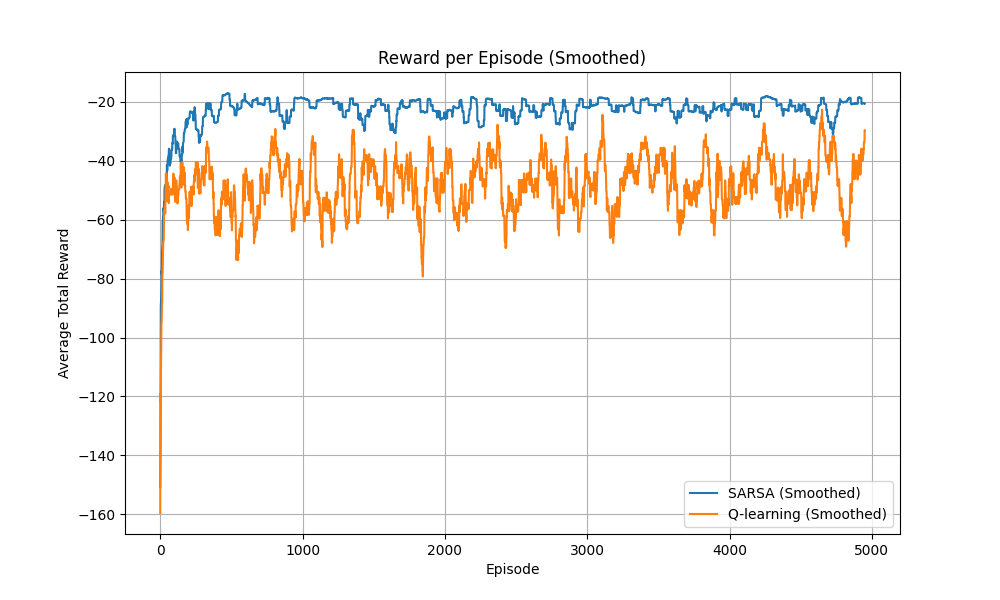 Reward per Episode (Smoothed)
Average Total Reward
−20
−40
−60
−80
−100
−120
−140
−160
0 1000 2000 3000 4000 5000
Episode
SARSA (Smoothed)
Q-learning (Smoothed)